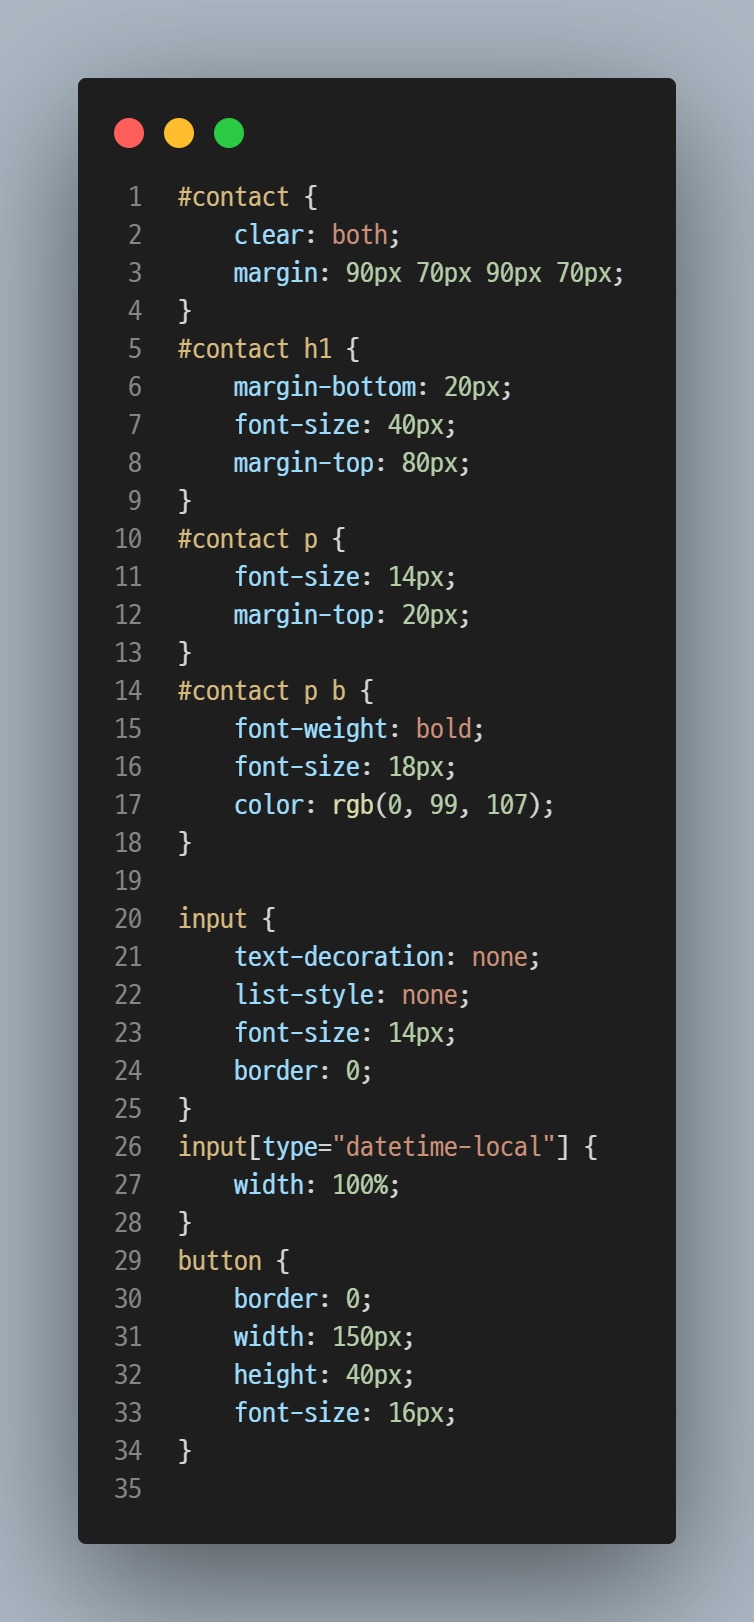 1 #contact {
2     clear: both;
3     margin: 90px 70px 90px 70px;
4 }
5 #contact h1 {
6     margin-bottom: 20px;
7     font-size: 40px;
8     margin-top: 80px;
9 }
10 #contact p {
11     font-size: 14px;
12     margin-top: 20px;
13 }
14 #contact p b {
15     font-weight: bold;
16     font-size: 18px;
17     color: rgb(0, 99, 107);
18 }
19
20 input {
21     text-decoration: none;
22     list-style: none;
23     font-size: 14px;
24     border: 0;
25 }
26 input[type="datetime-local"] {
27     width: 100%;
28 }
29 button {
30     border: 0;
31     width: 150px;
32     height: 40px;
33     font-size: 16px;
34 }
35